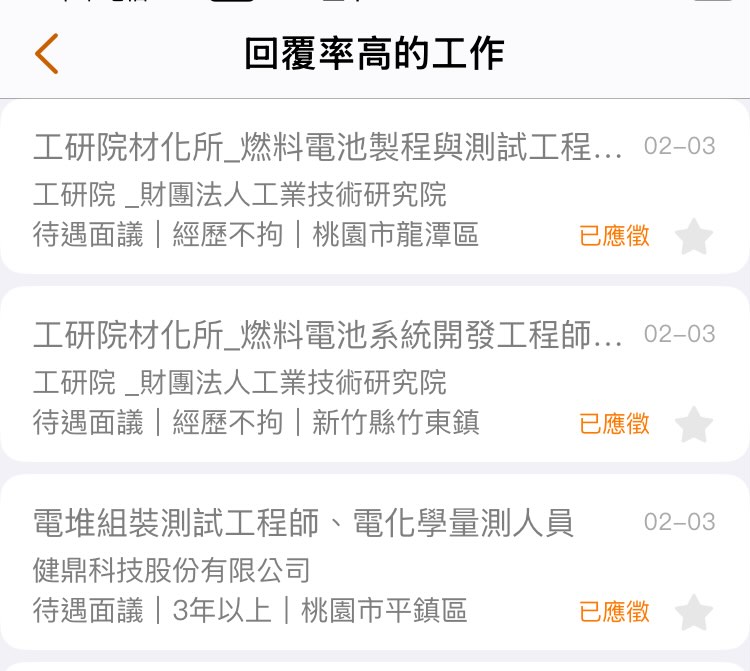 回覆率高的工作
工研院材化所_燃料電池製程與測試工程... 02-03
工研院 _財團法人工業技術研究院
待遇面議｜經歷不拘｜桃園市龍潭區 已應徵
工研院材化所_燃料電池系統開發工程師... 02-03
工研院 _財團法人工業技術研究院
待遇面議｜經歷不拘｜新竹縣竹東鎮 已應徵
電堆組裝測試工程師、電化學量測人員 02-03
健鼎科技股份有限公司
待遇面議｜3年以上｜桃園市平鎮區 已應徵